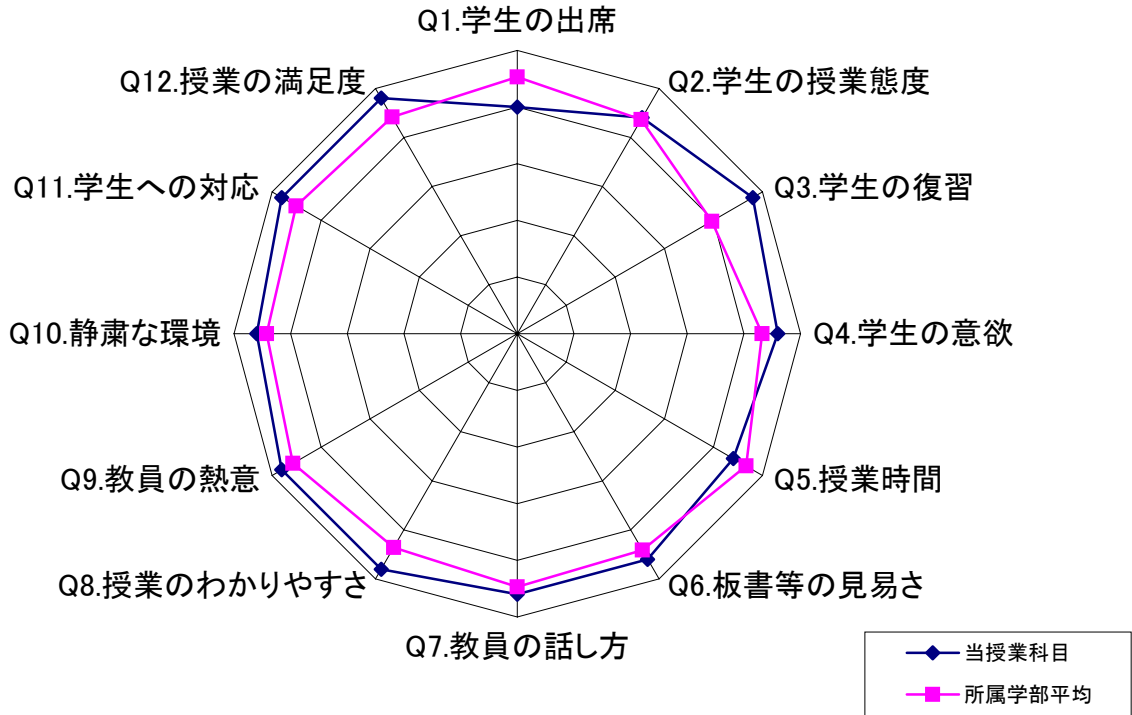 Q1.学生の出席
Q2.学生の授業態度
Q3.学生の復習
Q4.学生の意欲
Q5.授業時間
Q6.板書等の見易さ
Q7.教員の話し方
Q8.授業のわかりやすさ
Q9.教員の熱意
Q10.静粛な環境
Q11.学生への対応
Q12.授業の満足度
当授業科目
所属学部平均